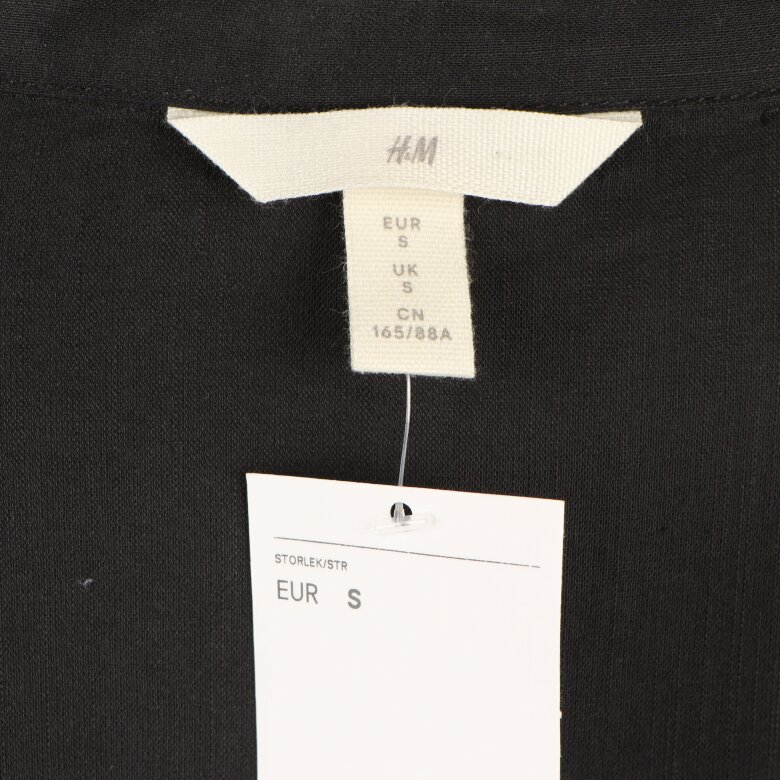 H&M
EUR
S
UK
S
CN
165/88A
STORLEK/STR
EUR S